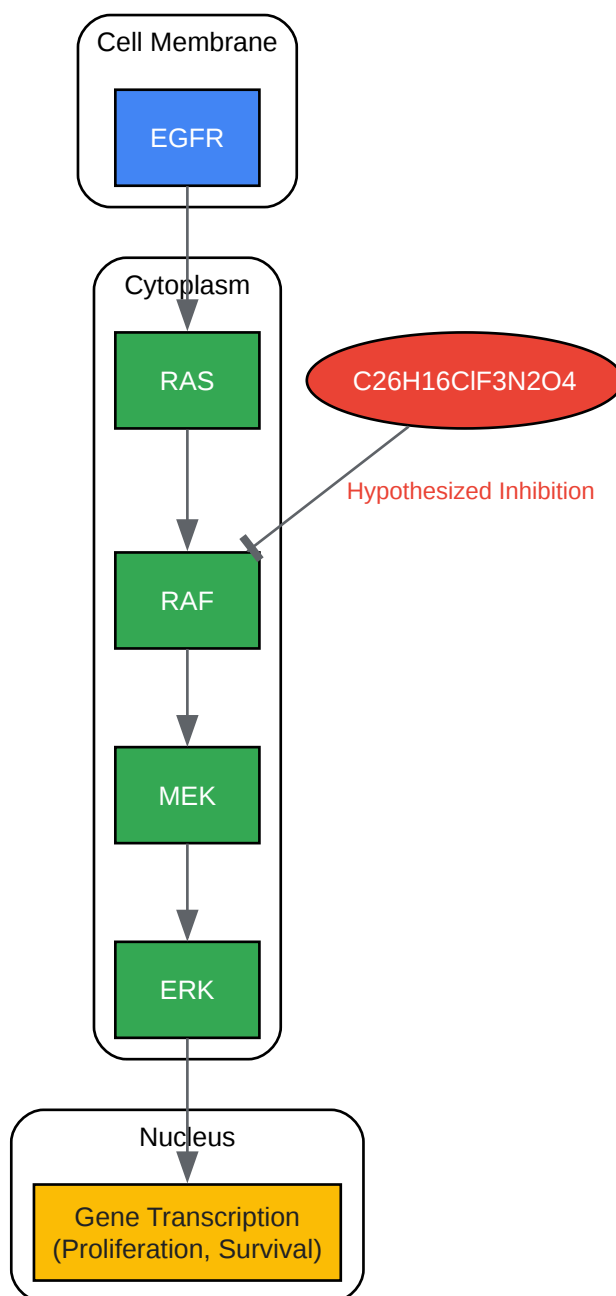 Cell Membrane
EGFR
Cytoplasm
RAS
C26H16ClF3N2O4
Hypothesized Inhibition
RAF
MEK
ERK
Nucleus
Gene Transcription
(Proliferation, Survival)